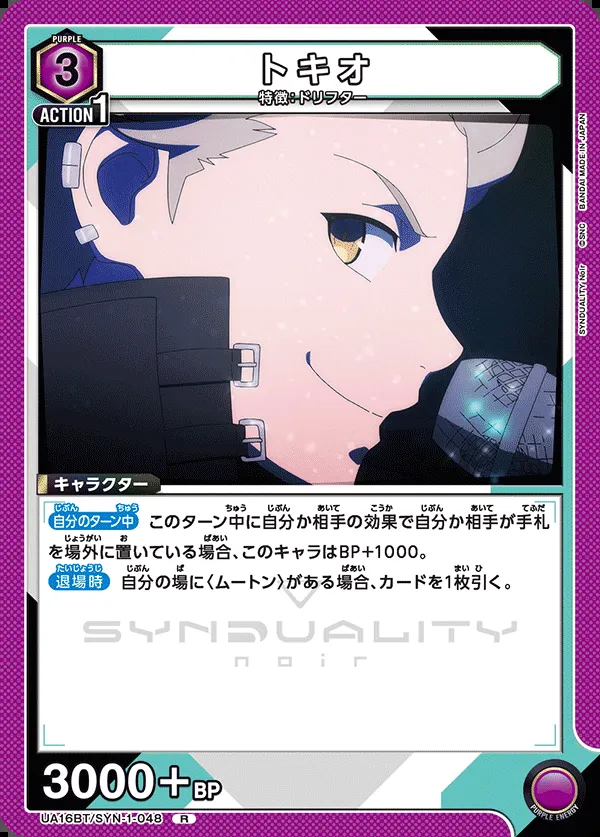 PURPLE
3
ACTION 1
トキオ
特徴:ドリフター
BANDAI MADE IN JAPAN
©SNC
SYNDUALITY Noir
キャラクター
自分のターン中 このターン中に自分か相手の効果で自分か相手が手札
を場外に置いている場合、このキャラはBP+1000。
退場時 自分の場に〈ムートン〉がある場合、カードを1枚引く。
SYNDUALITY
noir
3000+BP
PURPLE ENERGY
UA16BT/SYN-1-048 R